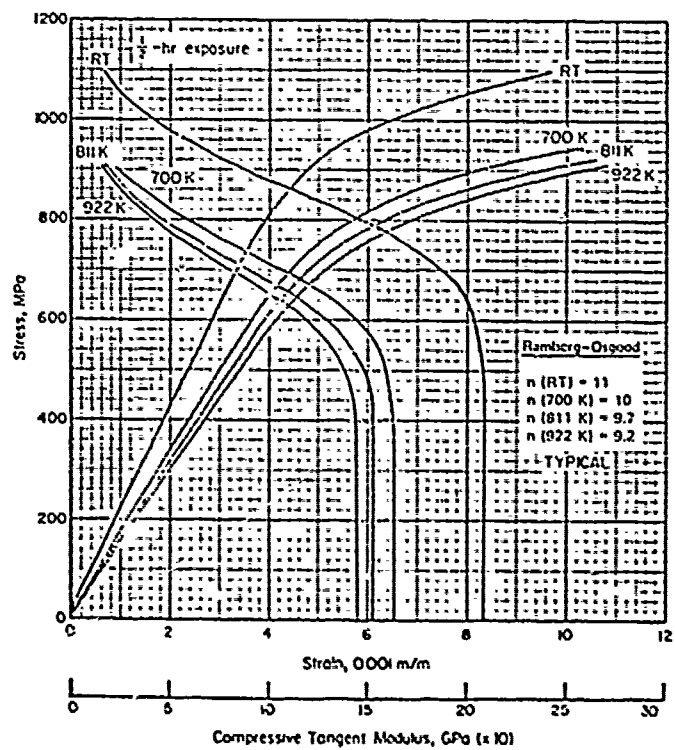 1200
1000
800
600
400
200
0
Stress, MPa
½-hr exposure
RT
RT
811K
700 K
922 K
700 K
811K
922 K
Ramberg-Osgood
n (RT) = 11
n (700 K) = 10
n (811 K) = 9.7
n (922 K) = 9.2
TYPICAL
0 2 4 6 8 10 12
Strain, 0.001 m/m
0 5 10 15 20 25 30
Compressive Tangent Modulus, GPa (x 10)